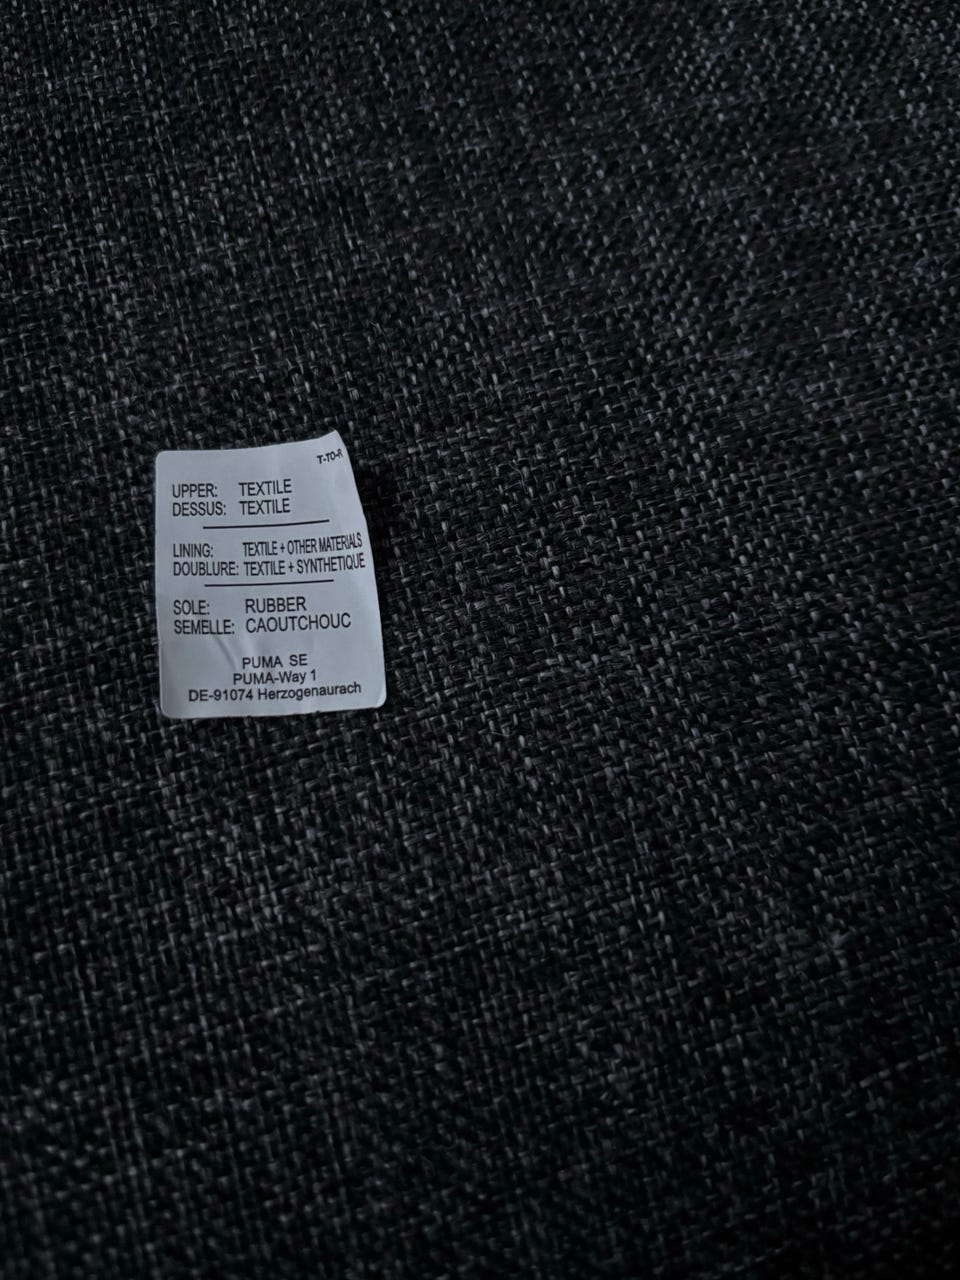 T-TO-R
UPPER: TEXTILE
DESSUS: TEXTILE
LINING: TEXTILE + OTHER MATERIALS
DOUBLURE: TEXTILE + SYNTHETIQUE
SOLE: RUBBER
SEMELLE: CAOUTCHOUC
PUMA SE
PUMA-Way 1
DE-91074 Herzogenaurach